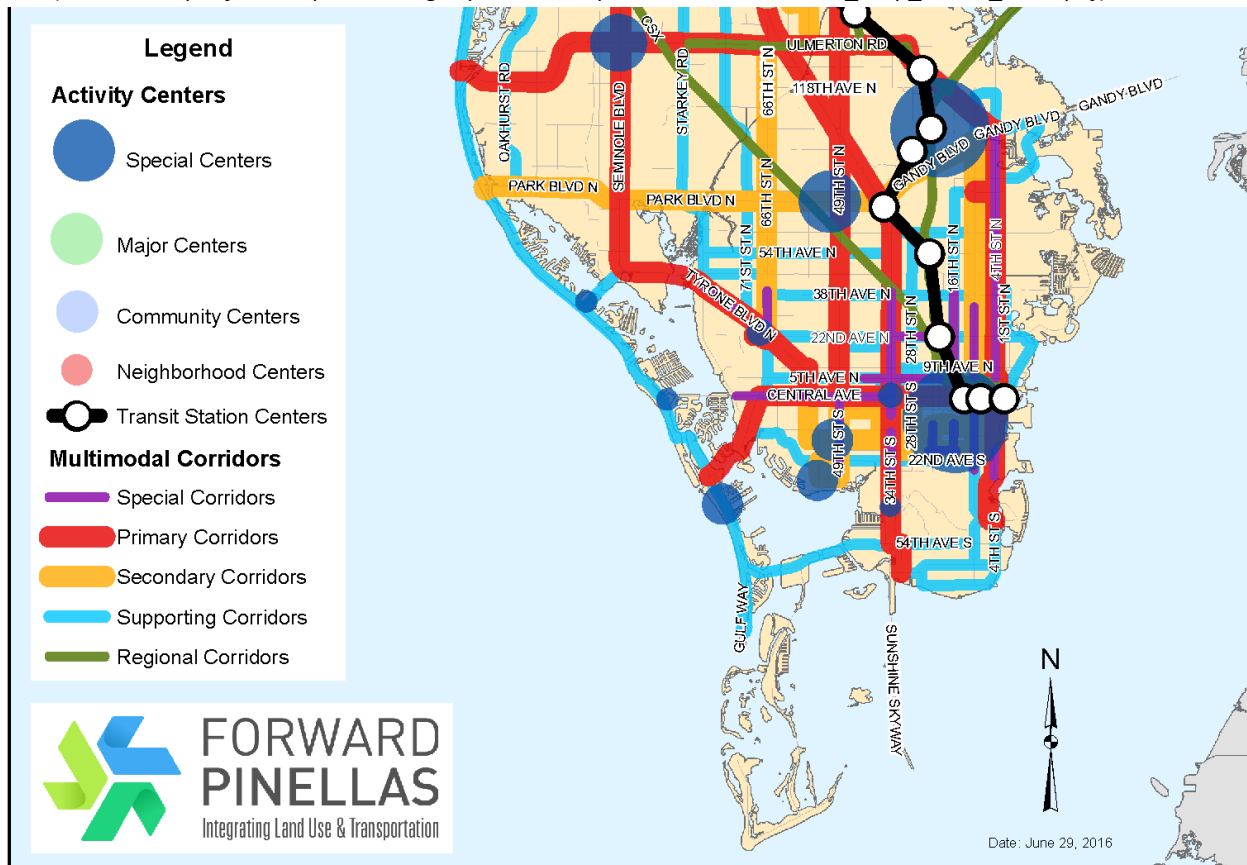 Legend
Activity Centers
Special Centers
Major Centers
Community Centers
Neighborhood Centers
Transit Station Centers
Multimodal Corridors
Special Corridors
Primary Corridors
Secondary Corridors
Supporting Corridors
Regional Corridors
FORWARD
PINELLAS
Integrating Land Use & Transportation
CSX
ULMERTON RD
OAKHURST RD
SEMINOLE BLVD
STARKEY RD
66TH ST N
118TH AVE N
GANDY BLVD
GANDY BLVD
GANDY BLVD
49TH ST N
PARK BLVD N
PARK BLVD N
66TH ST N
71ST ST N
54TH AVE N
16TH ST N
4TH ST N
TYRONE BLVD N
38TH AVE N
28TH ST N
1ST ST N
22ND AVE N
9TH AVE N
5TH AVE N
CENTRAL AVE
49TH ST S
28TH ST S
34TH ST S
22ND AVE S
54TH AVE S
4TH ST S
GULF WAY
SUNSHINE SKYWAY
N
Date: June 29, 2016